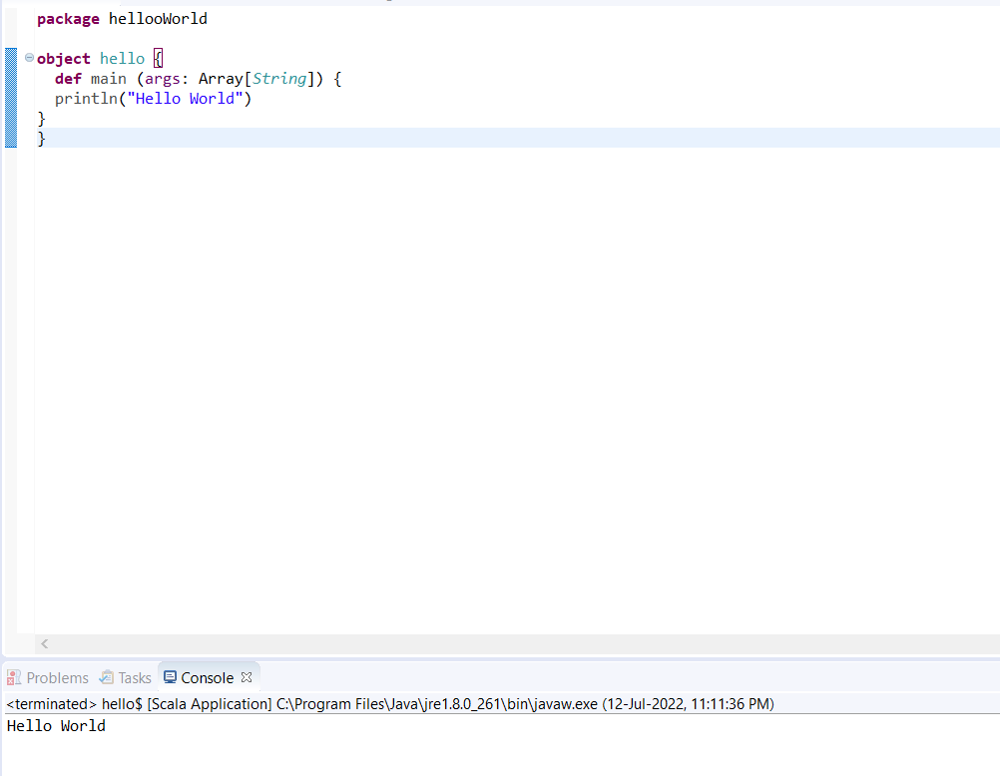 package hellooWorld
object hello {
def main (args: Array[String]) {
println("Hello World")
}
}
Problems Tasks Console
<terminated> hello$ [Scala Application] C:\Program Files\Java\jre1.8.0_261\bin\javaw.exe (12-Jul-2022, 11:11:36 PM)
Hello World